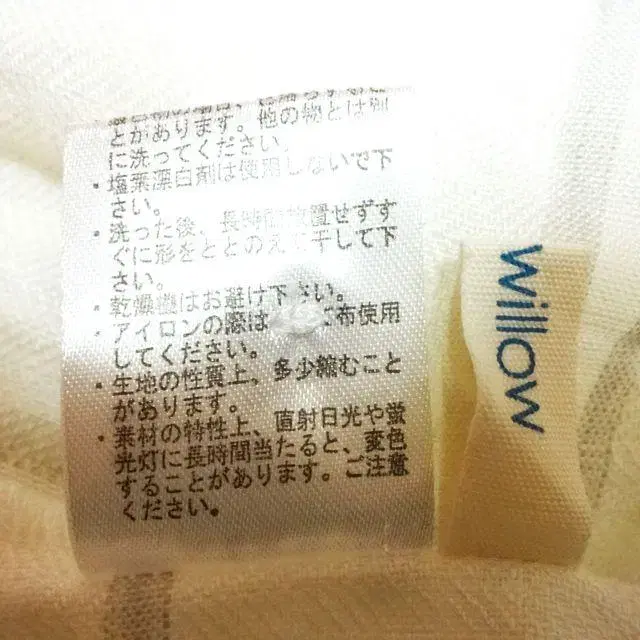 とがあります。他の物とは別
に洗ってください。
・塩素漂白剤は使用しないで下
さい。
・洗った後、長時間放置せずす
ぐに形をととのえて干して下
さい。
・乾燥機はお避け下さい。
・アイロンの際は 布使用
してください。
・生地の性質上、多少縮むこと
があります。
・素材の特性上、直射日光や蛍
光灯に長時間当たると、変色
することがあります。ご注意
ください。
willow